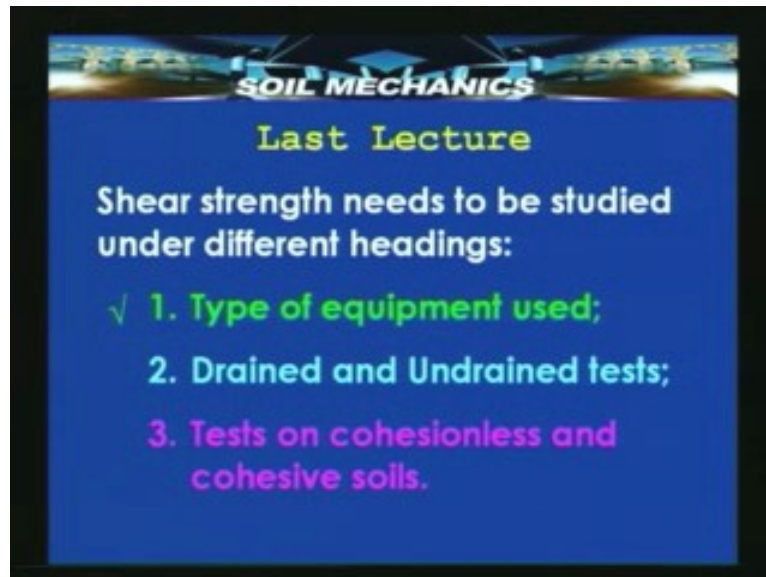 SOIL MECHANICS
Last Lecture
Shear strength needs to be studied
under different headings:
√ 1. Type of equipment used;
2. Drained and Undrained tests;
3. Tests on cohesionless and
cohesive soils.